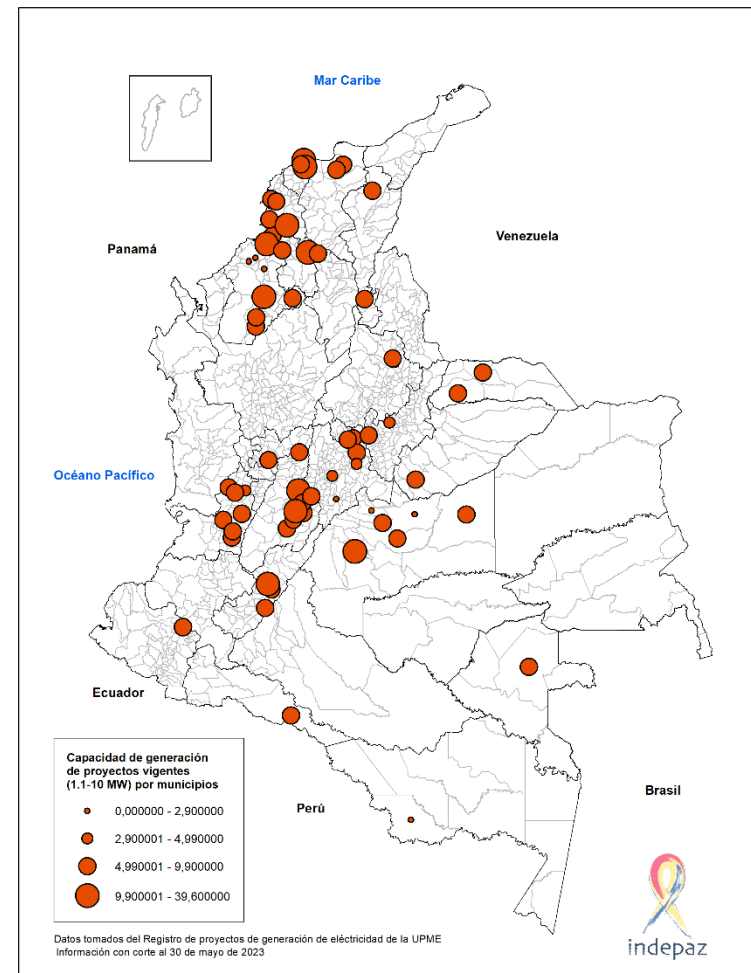 Mar Caribe
Panamá
Venezuela
Océano Pacífico
Ecuador
Perú
Brasil
Capacidad de generación
de proyectos vigentes
(1.1-10 MW) por municipios
0,000000 - 2,900000
2,900001 - 4,990000
4,990001 - 9,900000
9,900001 - 39,600000
Datos tomados del Registro de proyectos de generación de eléctricidad de la UPME
Información con corte al 30 de mayo de 2023
indepaz